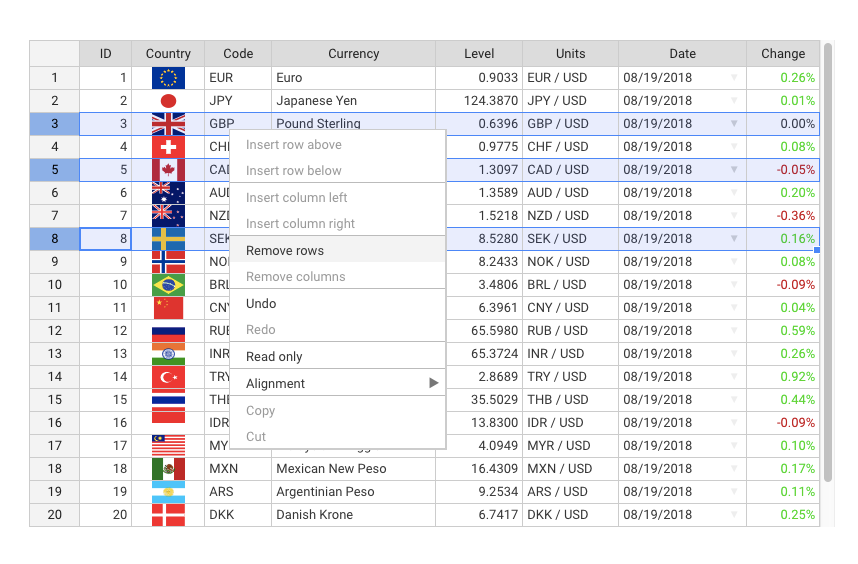 ID Country Code Currency Level Units Date Change
1 1 EUR Euro 0.9033 EUR / USD 08/19/2018 0.26%
2 2 JPY Japanese Yen 124.3870 JPY / USD 08/19/2018 0.01%
3 3 GBP Pound Sterling 0.6396 GBP / USD 08/19/2018 0.00%
4 4 CHF 0.9775 CHF / USD 08/19/2018 0.08%
5 5 CAD 1.3097 CAD / USD 08/19/2018 -0.05%
6 6 AUD 1.3589 AUD / USD 08/19/2018 0.20%
7 7 NZD 1.5218 NZD / USD 08/19/2018 -0.36%
8 8 SEK 8.5280 SEK / USD 08/19/2018 0.16%
9 9 NOK 8.2433 NOK / USD 08/19/2018 0.08%
10 10 BRL 3.4806 BRL / USD 08/19/2018 -0.09%
11 11 CNY 6.3961 CNY / USD 08/19/2018 0.04%
12 12 RUB 65.5980 RUB / USD 08/19/2018 0.59%
13 13 INR 65.3724 INR / USD 08/19/2018 0.26%
14 14 TRY 2.8689 TRY / USD 08/19/2018 0.92%
15 15 THB 35.5029 THB / USD 08/19/2018 0.44%
16 16 IDR 13.8300 IDR / USD 08/19/2018 -0.09%
17 17 MY 4.0949 MYR / USD 08/19/2018 0.10%
18 18 MXN Mexican New Peso 16.4309 MXN / USD 08/19/2018 0.17%
19 19 ARS Argentinian Peso 9.2534 ARS / USD 08/19/2018 0.11%
20 20 DKK Danish Krone 6.7417 DKK / USD 08/19/2018 0.25%
Insert row above
Insert row below
Insert column left
Insert column right
Remove rows
Remove columns
Undo
Redo
Read only
Alignment
Copy
Cut